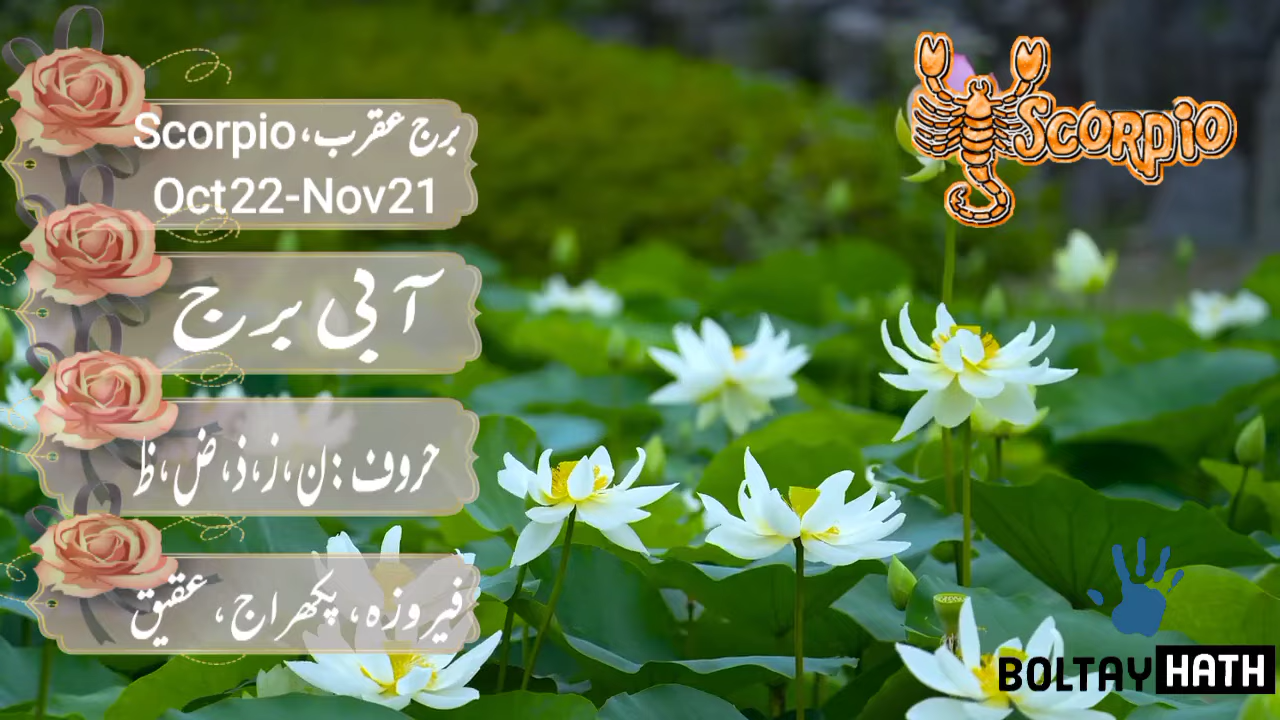 برج عقرب، Scorpio
Oct22-Nov21
آبی برج
حروف :ن،ز،ذ،ض،ظ
فیروزہ، پکھراج ، عقیق
Scorpio
BOLTAY HATH